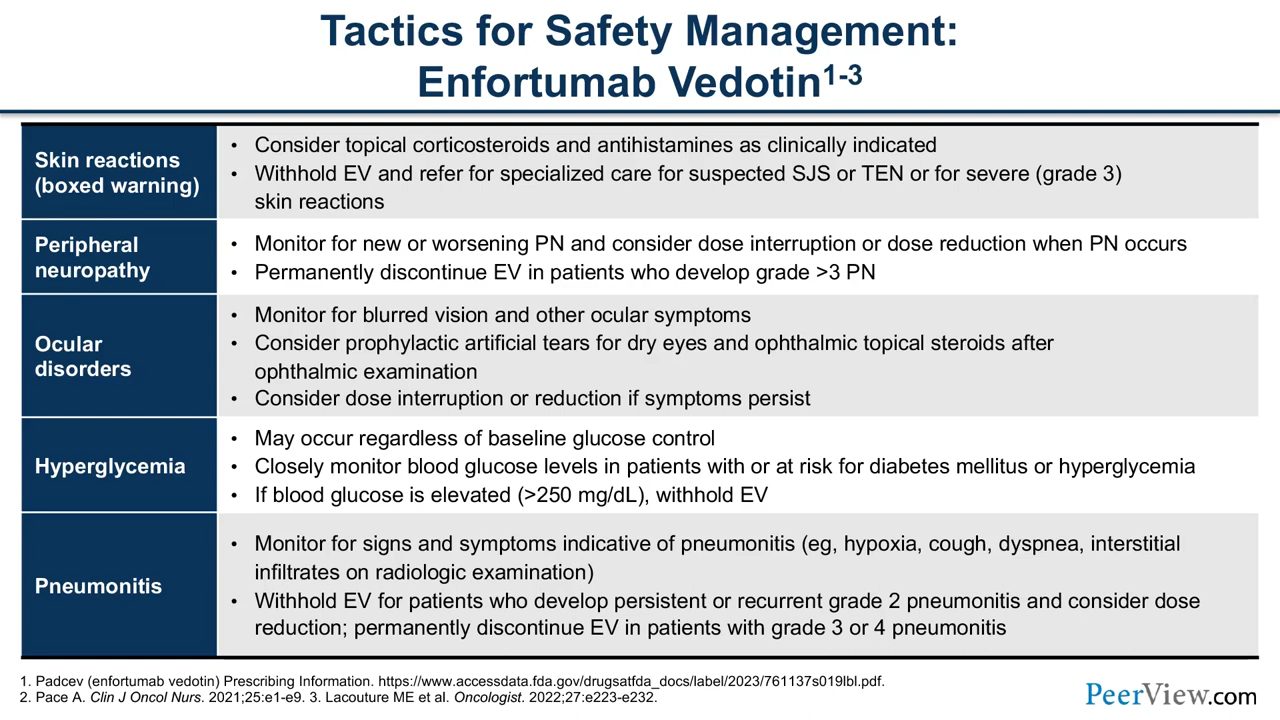 Tactics for Safety Management:
Enfortumab Vedotin1-3
Skin reactions
(boxed warning)
• Consider topical corticosteroids and antihistamines as clinically indicated
• Withhold EV and refer for specialized care for suspected SJS or TEN or for severe (grade 3)
skin reactions
Peripheral
neuropathy
• Monitor for new or worsening PN and consider dose interruption or dose reduction when PN occurs
• Permanently discontinue EV in patients who develop grade >3 PN
Ocular
disorders
• Monitor for blurred vision and other ocular symptoms
• Consider prophylactic artificial tears for dry eyes and ophthalmic topical steroids after
ophthalmic examination
• Consider dose interruption or reduction if symptoms persist
Hyperglycemia
• May occur regardless of baseline glucose control
• Closely monitor blood glucose levels in patients with or at risk for diabetes mellitus or hyperglycemia
• If blood glucose is elevated (>250 mg/dL), withhold EV
Pneumonitis
• Monitor for signs and symptoms indicative of pneumonitis (eg, hypoxia, cough, dyspnea, interstitial
infiltrates on radiologic examination)
• Withhold EV for patients who develop persistent or recurrent grade 2 pneumonitis and consider dose
reduction; permanently discontinue EV in patients with grade 3 or 4 pneumonitis
1. Padcev (enfortumab vedotin) Prescribing Information. https://www.accessdata.fda.gov/drugsatfda_docs/label/2023/761137s019lbl.pdf.
2. Pace A. Clin J Oncol Nurs. 2021;25:e1-e9. 3. Lacouture ME et al. Oncologist. 2022;27:e223-e232.
PeerView.com